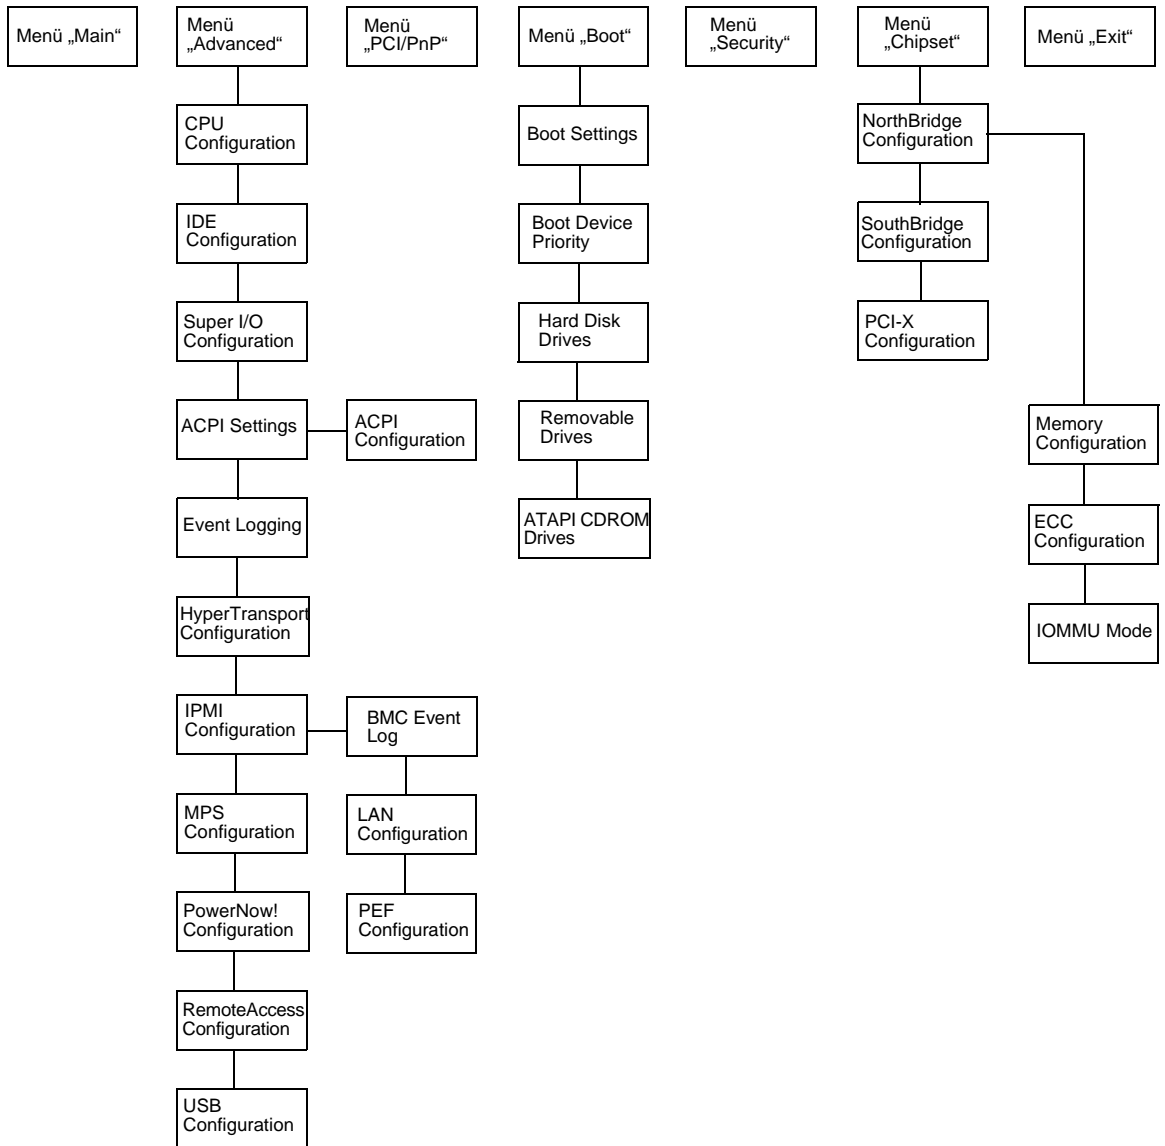 Menü „Main“
Menü
„Advanced“
Menü
„PCI/PnP“
Menü „Boot“
Menü
„Security“
Menü
„Chipset“
Menü „Exit“
CPU
Configuration
IDE
Configuration
Super I/O
Configuration
ACPI Settings
ACPI
Configuration
Event Logging
HyperTransport
Configuration
IPMI
Configuration
BMC Event
Log
LAN
Configuration
PEF
Configuration
MPS
Configuration
PowerNow!
Configuration
RemoteAccess
Configuration
USB
Configuration
Boot Settings
Boot Device
Priority
Hard Disk
Drives
Removable
Drives
ATAPI CDROM
Drives
NorthBridge
Configuration
SouthBridge
Configuration
PCI-X
Configuration
Memory
Configuration
ECC
Configuration
IOMMU Mode